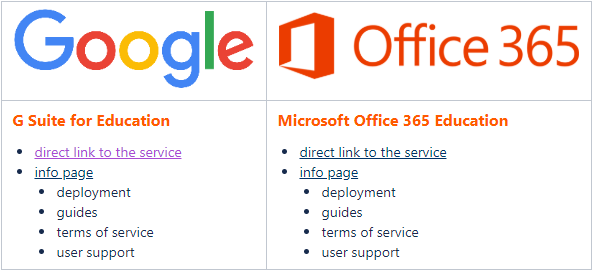 Google
Office 365
G Suite for Education
direct link to the service
info page
deployment
guides
terms of service
user support
Microsoft Office 365 Education
direct link to the service
info page
deployment
guides
terms of service
user support